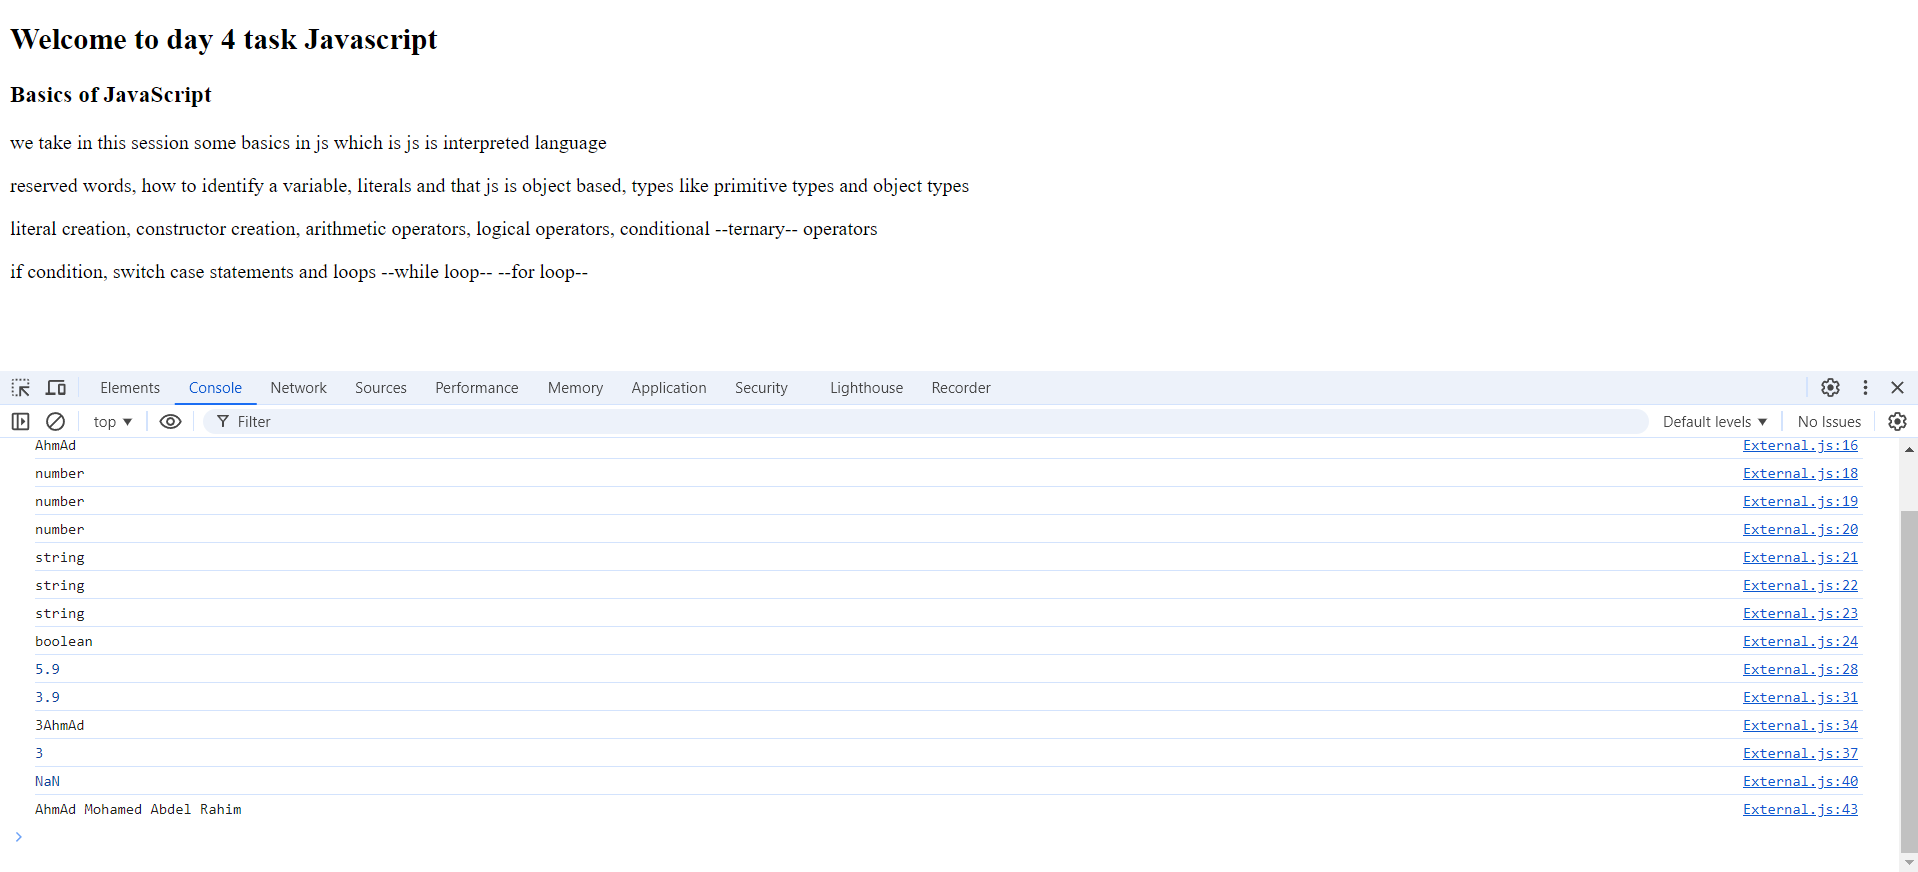 Welcome to day 4 task Javascript
Basics of JavaScript
we take in this session some basics in js which is js is interpreted language
reserved words, how to identify a variable, literals and that js is object based, types like primitive types and object types
literal creation, constructor creation, arithmetic operators, logical operators, conditional --ternary-- operators
if condition, switch case statements and loops --while loop-- --for loop--
Elements Console Network Sources Performance Memory Application Security Lighthouse Recorder
top ▼ Filter Default levels ▼ No Issues
AhmAd External.js:16
number External.js:18
number External.js:19
number External.js:20
string External.js:21
string External.js:22
string External.js:23
boolean External.js:24
5.9 External.js:28
3.9 External.js:31
3AhmAd External.js:34
3 External.js:37
NaN External.js:40
AhmAd Mohamed Abdel Rahim External.js:43